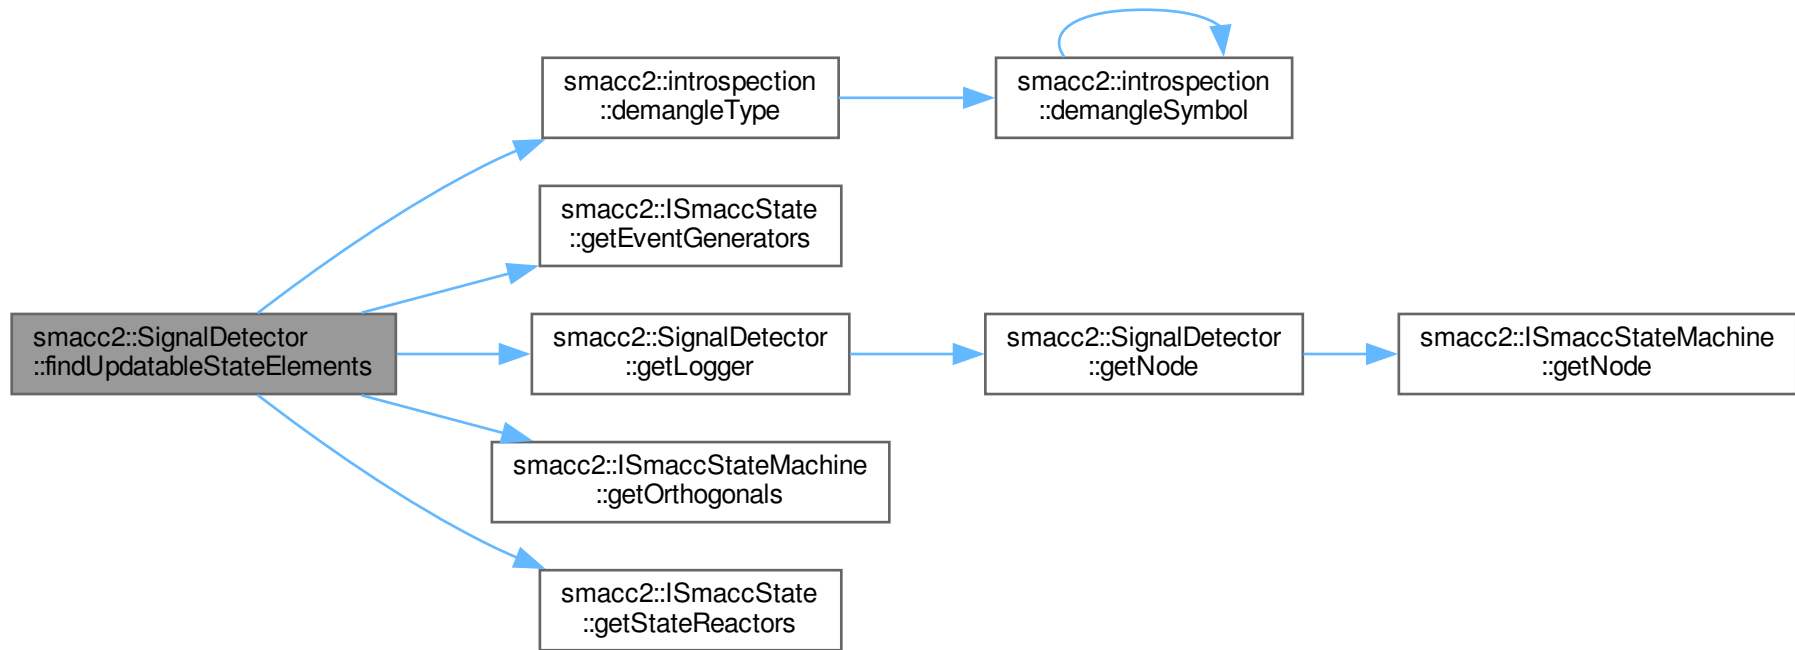 smacc2::introspection
::demangleType
smacc2::introspection
::demangleSymbol
smacc2::ISmaccState
::getEventGenerators
smacc2::SignalDetector
::findUpdatableStateElements
smacc2::SignalDetector
::getLogger
smacc2::SignalDetector
::getNode
smacc2::ISmaccStateMachine
::getNode
smacc2::ISmaccStateMachine
::getOrthogonals
smacc2::ISmaccState
::getStateReactors